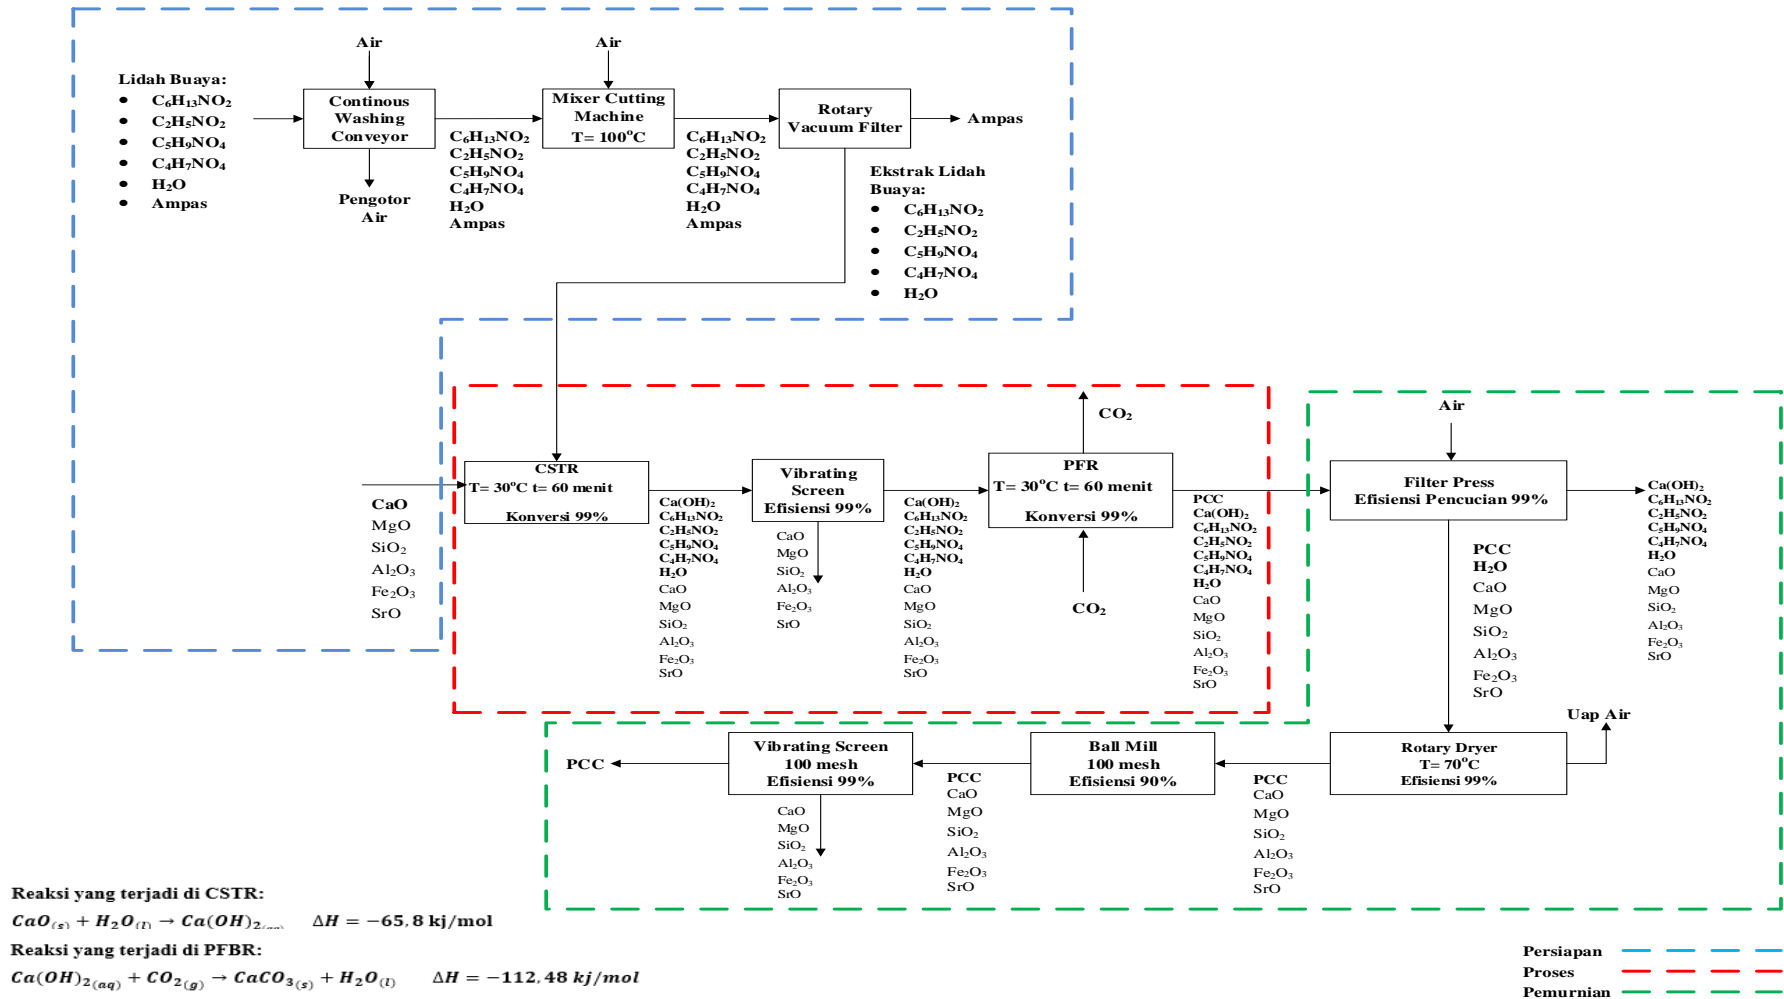 Air
Air
Lidah Buaya:
• C₆H₁₃NO₂
• C₂H₅NO₂
• C₅H₉NO₄
• C₄H₇NO₄
• H₂O
• Ampas
Continous
Washing
Conveyor
Pengotor
Air
C₆H₁₃NO₂
C₂H₅NO₂
C₅H₉NO₄
C₄H₇NO₄
H₂O
Ampas
Mixer Cutting
Machine
T= 100°C
C₆H₁₃NO₂
C₂H₅NO₂
C₅H₉NO₄
C₄H₇NO₄
H₂O
Ampas
Rotary
Vacuum Filter
Ampas
Ekstrak Lidah
Buaya:
• C₆H₁₃NO₂
• C₂H₅NO₂
• C₅H₉NO₄
• C₄H₇NO₄
• H₂O
CaO
MgO
SiO₂
Al₂O₃
Fe₂O₃
SrO
CSTR
T= 30°C t= 60 menit
Konversi 99%
Ca(OH)₂
C₆H₁₃NO₂
C₂H₅NO₂
C₅H₉NO₄
C₄H₇NO₄
H₂O
CaO
MgO
SiO₂
Al₂O₃
Fe₂O₃
SrO
Vibrating
Screen
Efisiensi 99%
CaO
MgO
SiO₂
Al₂O₃
Fe₂O₃
SrO
Ca(OH)₂
C₆H₁₃NO₂
C₂H₅NO₂
C₅H₉NO₄
C₄H₇NO₄
H₂O
CaO
MgO
SiO₂
Al₂O₃
Fe₂O₃
SrO
CO₂
PFR
T= 30°C t= 60 menit
Konversi 99%
CO₂
PCC
Ca(OH)₂
C₆H₁₃NO₂
C₂H₅NO₂
C₅H₉NO₄
C₄H₇NO₄
H₂O
CaO
MgO
SiO₂
Al₂O₃
Fe₂O₃
SrO
Air
Filter Press
Efisiensi Pencucian 99%
Ca(OH)₂
C₆H₁₃NO₂
C₂H₅NO₂
C₅H₉NO₄
C₄H₇NO₄
H₂O
CaO
MgO
SiO₂
Al₂O₃
Fe₂O₃
SrO
PCC
H₂O
CaO
MgO
SiO₂
Al₂O₃
Fe₂O₃
SrO
Uap Air
Rotary Dryer
T= 70°C
Efisiensi 99%
PCC
CaO
MgO
SiO₂
Al₂O₃
Fe₂O₃
SrO
Ball Mill
100 mesh
Efisiensi 90%
PCC
CaO
MgO
SiO₂
Al₂O₃
Fe₂O₃
SrO
Vibrating Screen
100 mesh
Efisiensi 99%
PCC
CaO
MgO
SiO₂
Al₂O₃
Fe₂O₃
SrO
Reaksi yang terjadi di CSTR:
CaO₍s₎ + H₂O₍l₎ → Ca(OH)₂₍aq₎ ΔH = −65,8 kj/mol
Reaksi yang terjadi di PFBR:
Ca(OH)₂₍aq₎ + CO₂₍g₎ → CaCO₃₍s₎ + H₂O₍l₎ ΔH = −112,48 kj/mol
Persiapan
Proses
Pemurnian